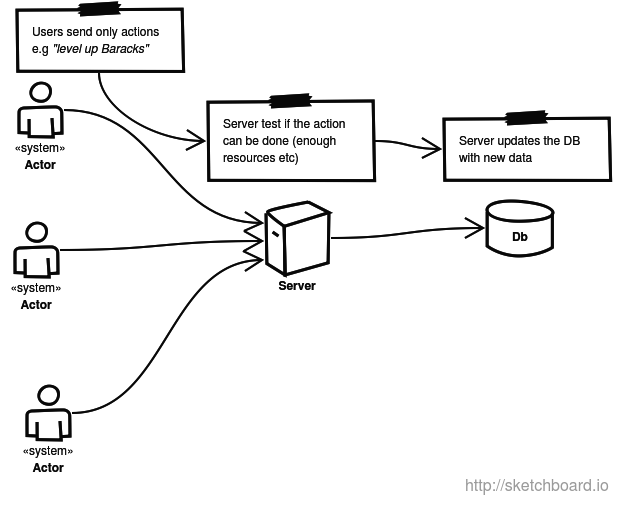 Users send only actions
e.g "level up Baracks"
«system»
Actor
Server test if the action
can be done (enough
resources etc)
Server updates the DB
with new data
Db
«system»
Actor
Server
«system»
Actor
http://sketchboard.io